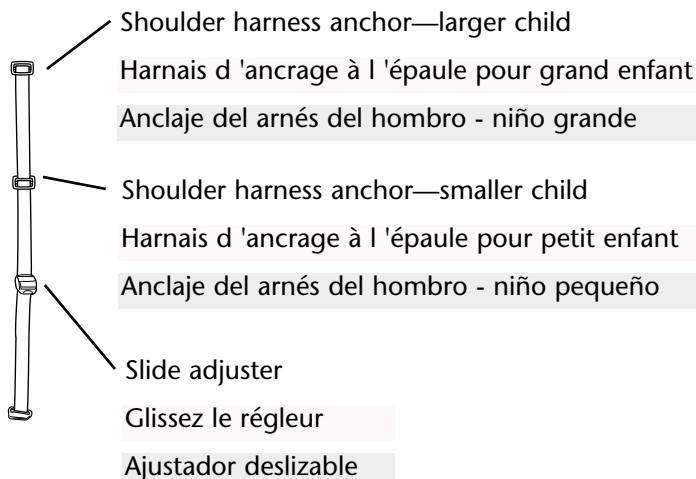 Shoulder harness anchor—larger child
Harnais d 'ancrage à l 'épaule pour grand enfant
Anclaje del arnés del hombro - niño grande
Shoulder harness anchor—smaller child
Harnais d 'ancrage à l 'épaule pour petit enfant
Anclaje del arnés del hombro - niño pequeño
Slide adjuster
Glissez le régleur
Ajustador deslizable